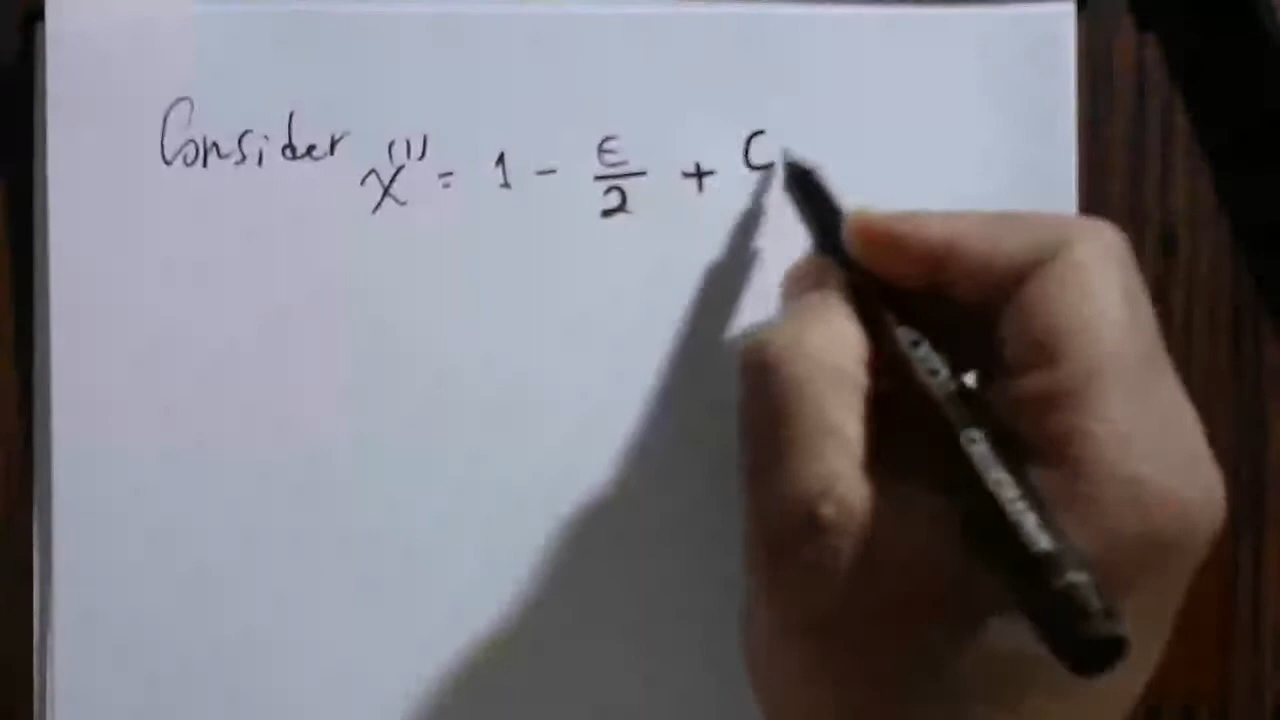 Consider x⁽¹⁾ = 1 - ε/2 + C